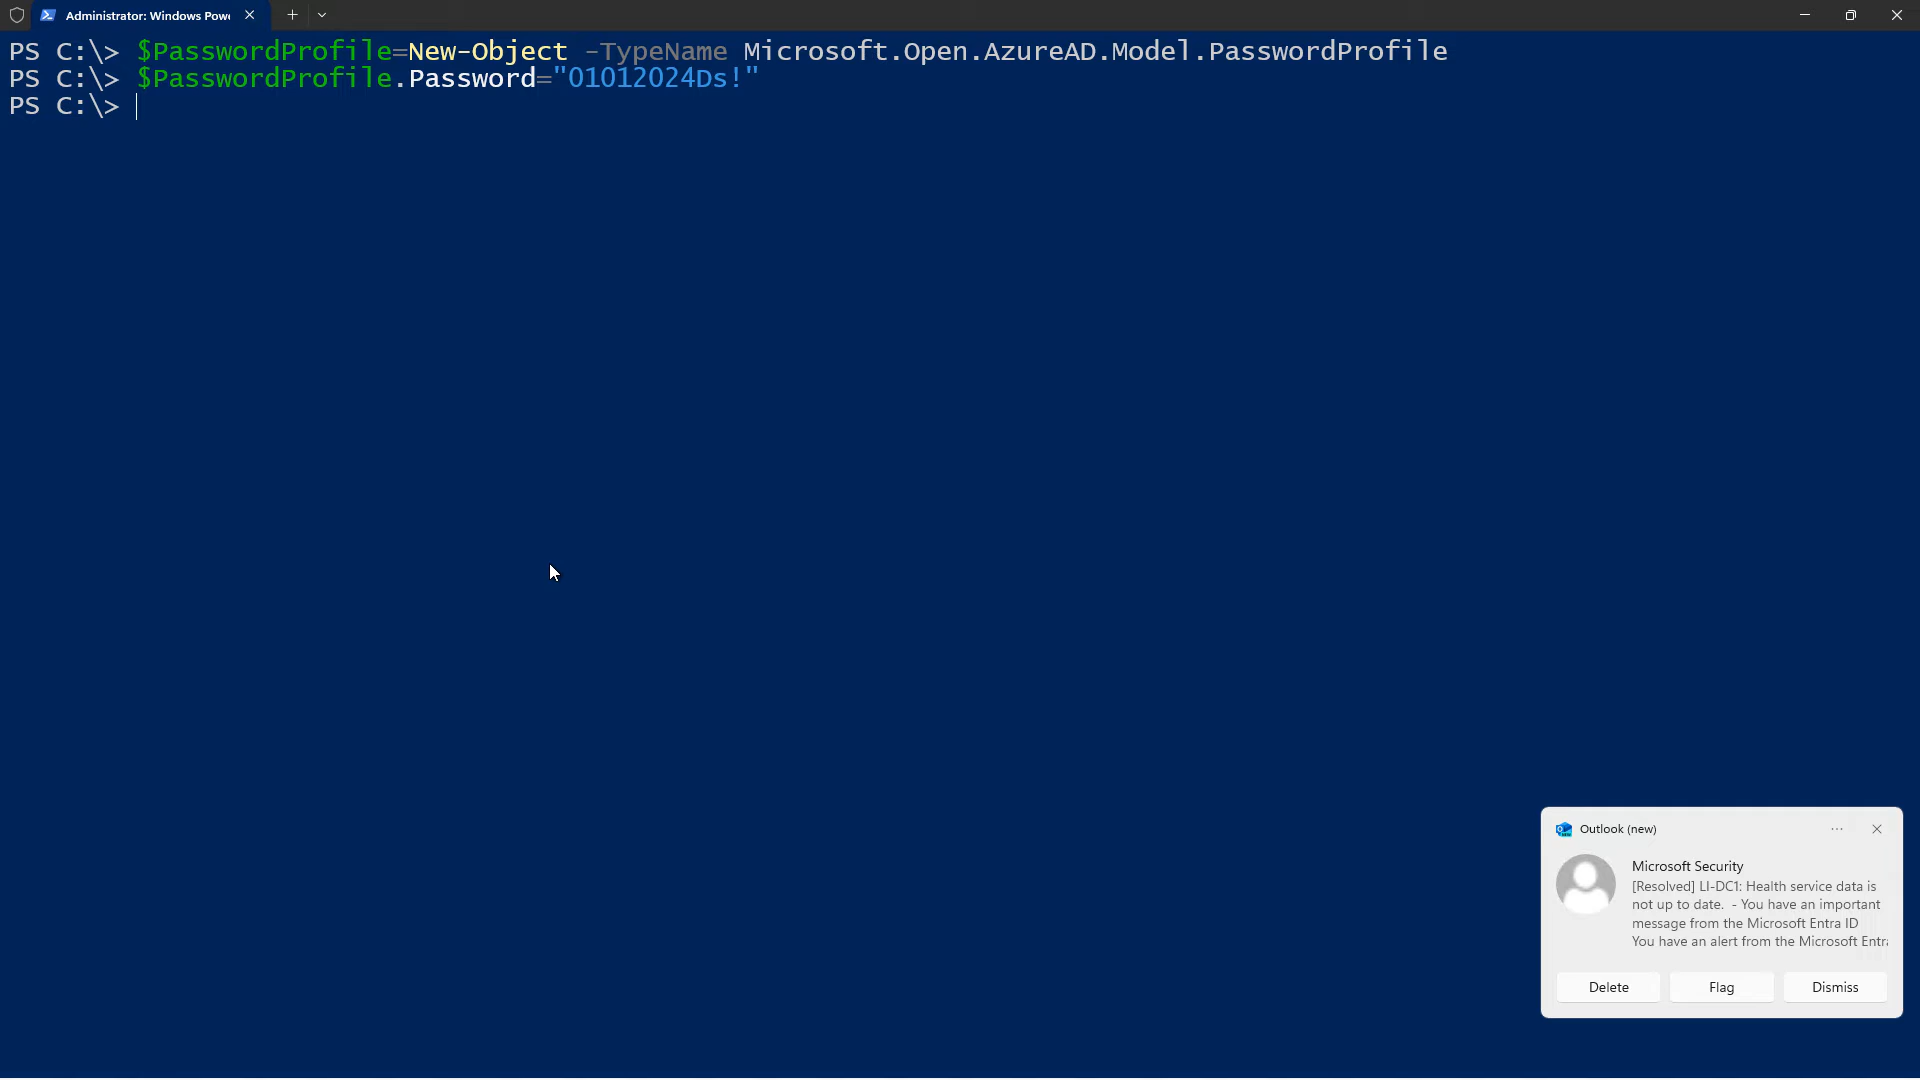 Administrator: Windows Powe
PS C:\> $PasswordProfile=New-Object -TypeName Microsoft.Open.AzureAD.Model.PasswordProfile
PS C:\> $PasswordProfile.Password="01012024Ds!"
PS C:\>
Outlook (new)
Microsoft Security
[Resolved] LI-DC1: Health service data is
not up to date. - You have an important
message from the Microsoft Entra ID
You have an alert from the Microsoft Entra
Delete Flag Dismiss